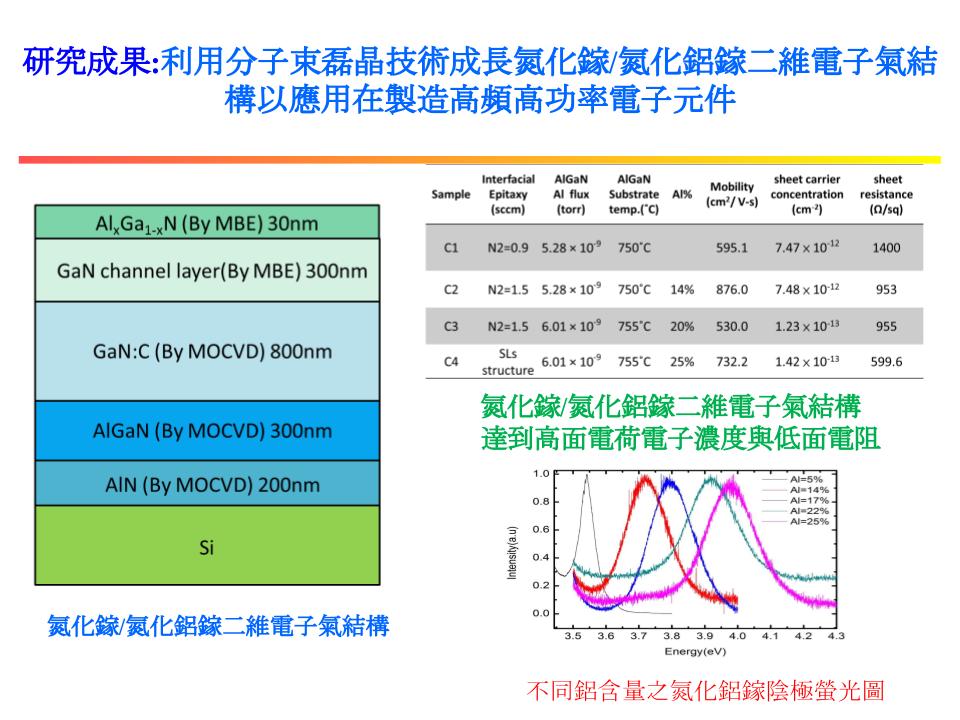 研究成果:利用分子束磊晶技術成長氮化鎵/氮化鋁鎵二維電子氣結
構以應用在製造高頻高功率電子元件
AlxGa1-xN (By MBE) 30nm
GaN channel layer(By MBE) 300nm
GaN:C (By MOCVD) 800nm
AlGaN (By MOCVD) 300nm
AlN (By MOCVD) 200nm
Si
氮化鎵/氮化鋁鎵二維電子氣結構
Sample Interfacial Epitaxy (sccm) AlGaN Al flux (torr) AlGaN Substrate temp.(˚C) Al% Mobility (cm²/ V-s) sheet carrier concentration (cm⁻²) sheet resistance (Ω/sq)
C1 N2=0.9 5.28 × 10⁻⁹ 750˚C 595.1 7.47 × 10⁻¹² 1400
C2 N2=1.5 5.28 × 10⁻⁹ 750˚C 14% 876.0 7.48 × 10⁻¹² 953
C3 N2=1.5 6.01 × 10⁻⁹ 755˚C 20% 530.0 1.23 × 10⁻¹³ 955
C4 SLs structure 6.01 × 10⁻⁹ 755˚C 25% 732.2 1.42 × 10⁻¹³ 599.6
氮化鎵/氮化鋁鎵二維電子氣結構
達到高面電荷電子濃度與低面電阻
Intensity(a.u)
1.0
0.8
0.6
0.4
0.2
0.0
Al=5%
Al=14%
Al=17%
Al=22%
Al=25%
3.5 3.6 3.7 3.8 3.9 4.0 4.1 4.2 4.3
Energy(eV)
不同鋁含量之氮化鋁鎵陰極螢光圖